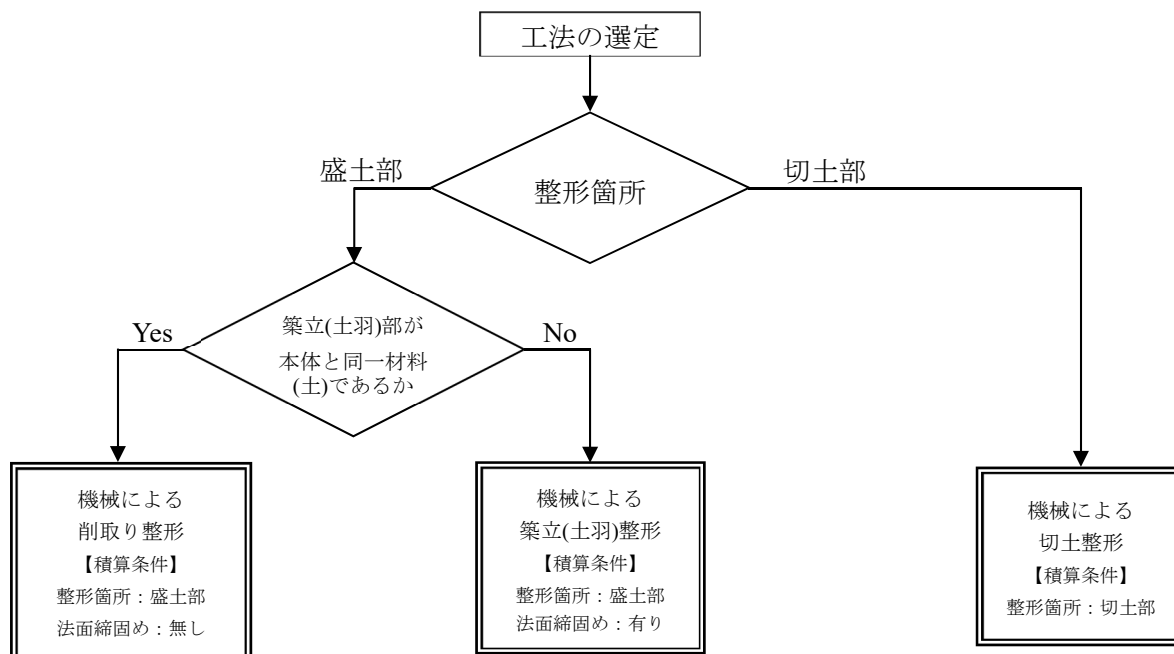 工法の選定
盛土部
整形箇所
切土部
Yes
築立(土羽)部が
本体と同一材料
(土)であるか
No
機械による
削取り整形
【積算条件】
整形箇所：盛土部
法面締固め：無し
機械による
築立(土羽)整形
【積算条件】
整形箇所：盛土部
法面締固め：有り
機械による
切土整形
【積算条件】
整形箇所：切土部